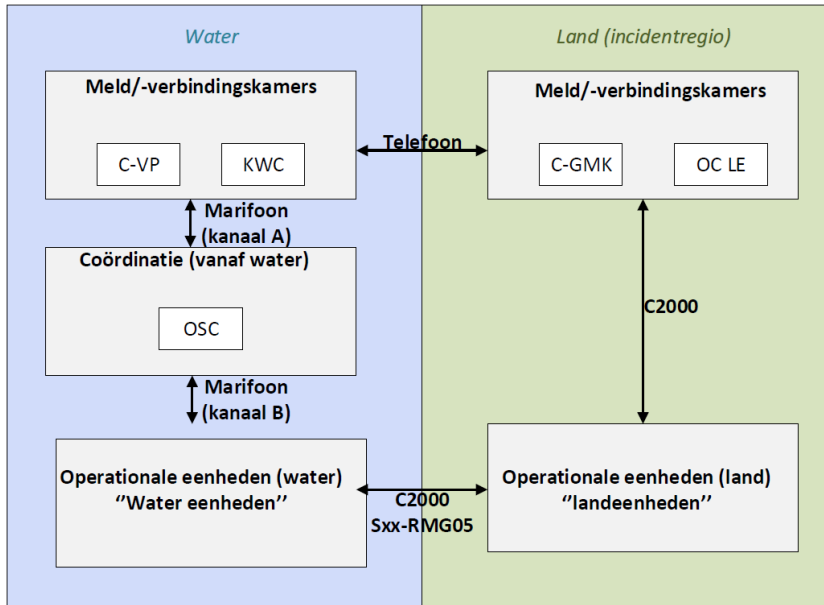 Water
Land (incidentregio)
Meld/-verbindingskamers
C-VP
KWC
Telefoon
Meld/-verbindingskamers
C-GMK
OC LE
Marifoon
(kanaal A)
Coördinatie (vanaf water)
OSC
C2000
Marifoon
(kanaal B)
Operationale eenheden (water)
‘’Water eenheden’’
C2000
Sxx-RMG05
Operationale eenheden (land)
‘’landeenheden’’